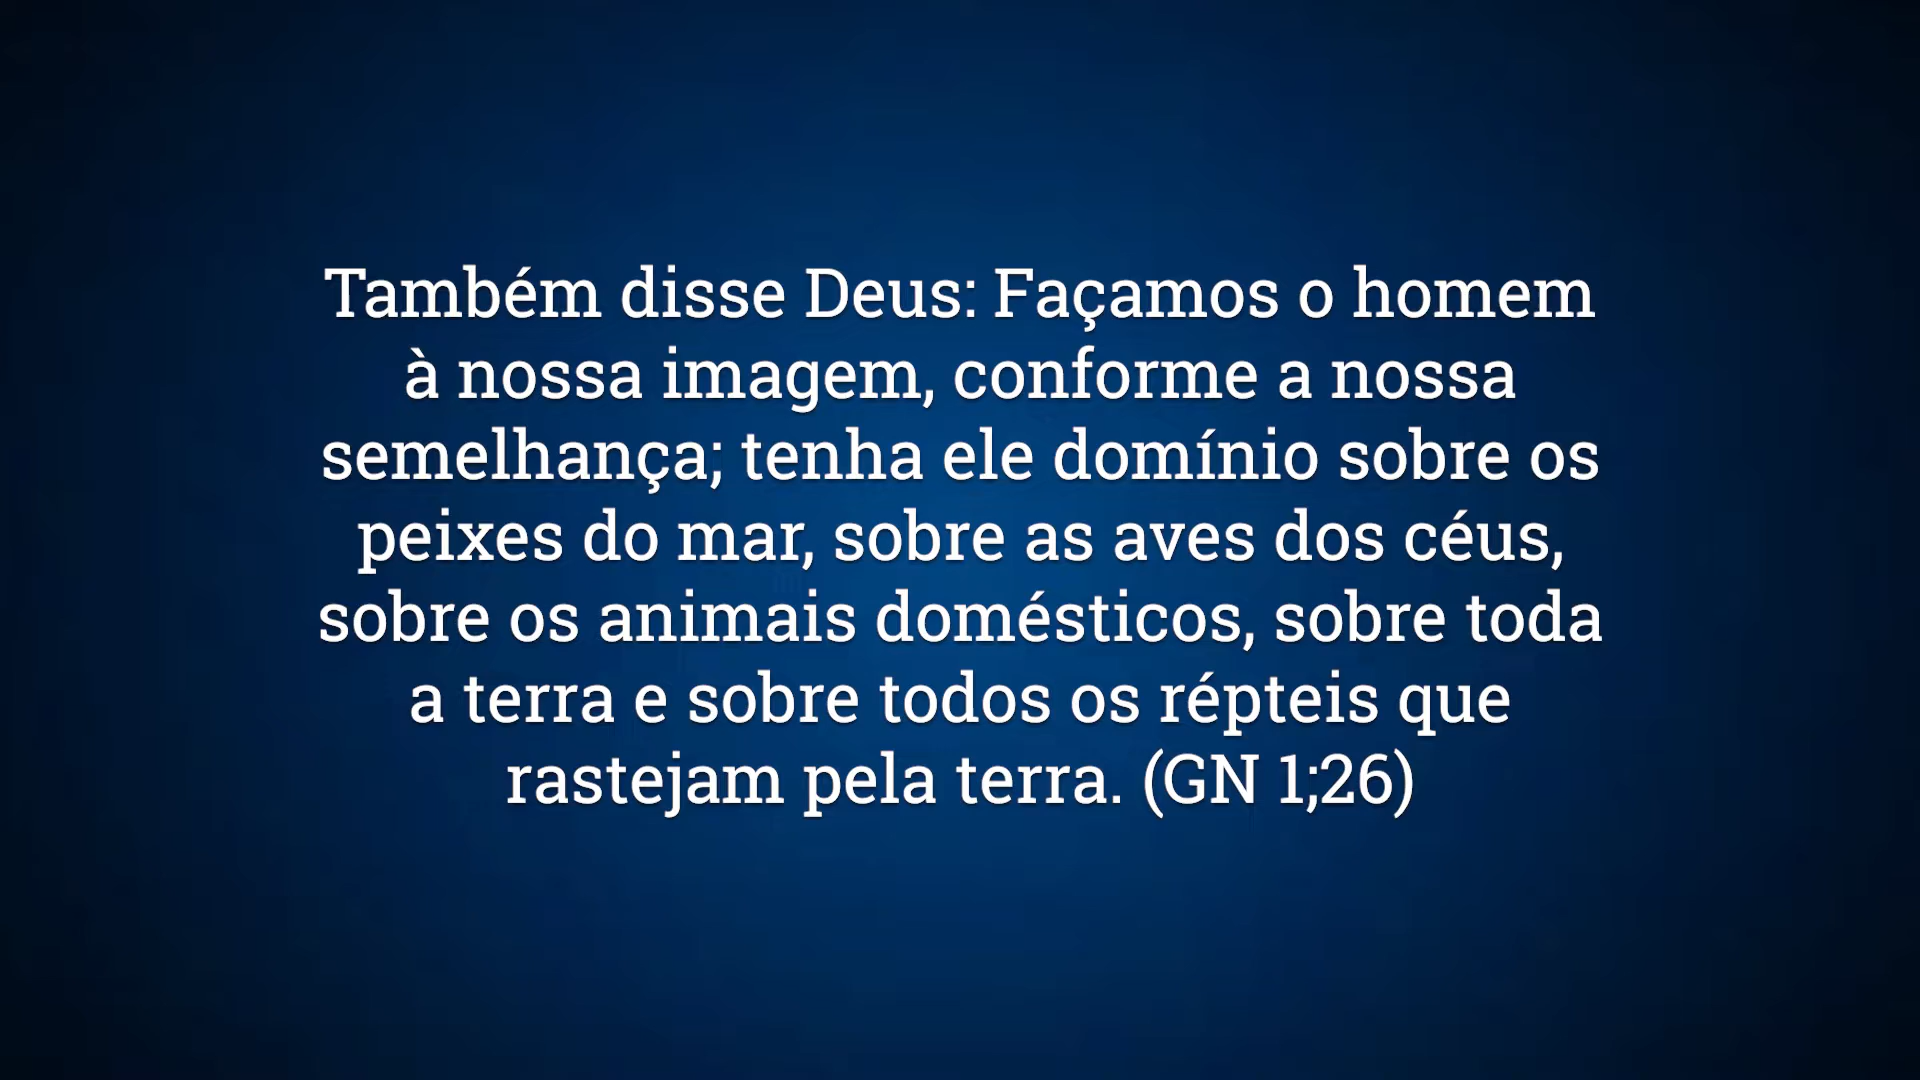 Também disse Deus: Façamos o homem
à nossa imagem, conforme a nossa
semelhança; tenha ele domínio sobre os
peixes do mar, sobre as aves dos céus,
sobre os animais domésticos, sobre toda
a terra e sobre todos os répteis que
rastejam pela terra. (GN 1;26)